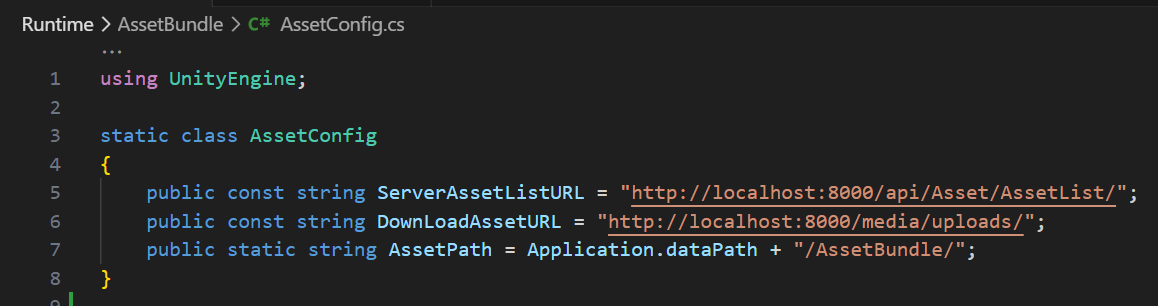 Runtime > AssetBundle > C# AssetConfig.cs
...
1 using UnityEngine;
2
3 static class AssetConfig
4 {
5 public const string ServerAssetListURL = "http://localhost:8000/api/Asset/AssetList/";
6 public const string DownLoadAssetURL = "http://localhost:8000/media/uploads/";
7 public static string AssetPath = Application.dataPath + "/AssetBundle/";
8 }
9